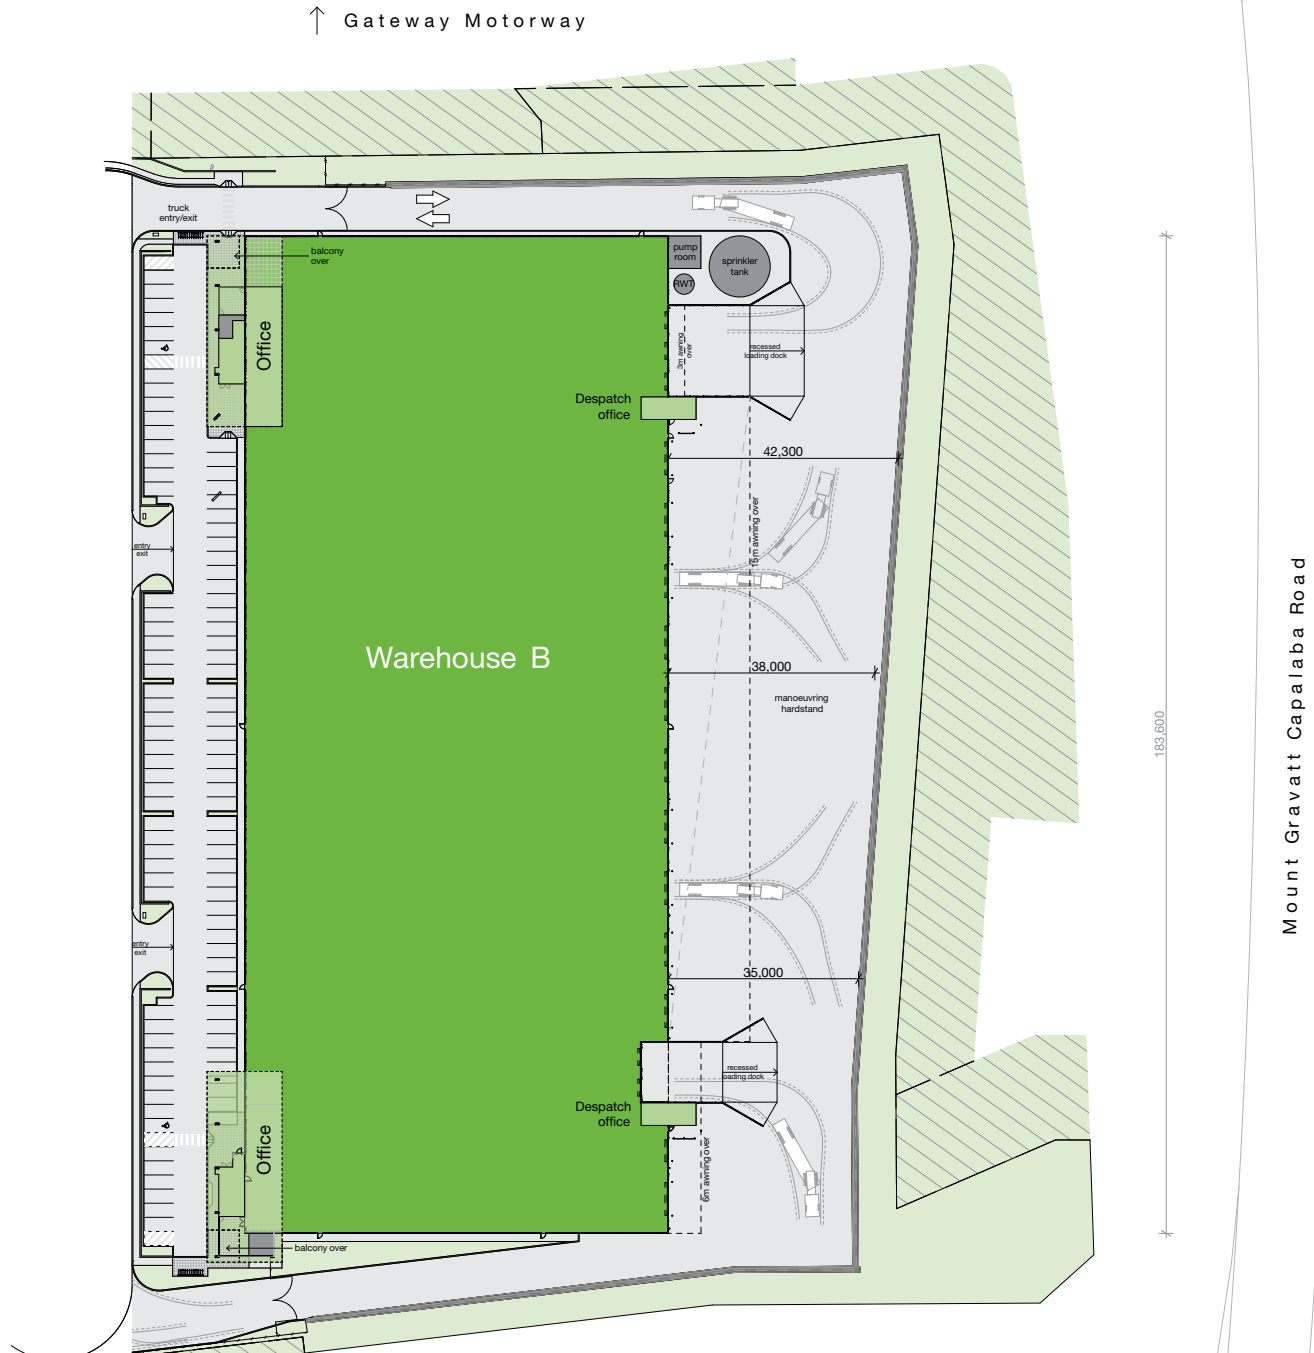 Gateway Motorway
truck
entry/exit
balcony
over
pump
room
sprinkler
tank
RWT
Office
3m awning
over
recessed
loading dock
Despatch
office
42,300
15m awning over
entry
exit
Warehouse B
38,000
manoeuvring
hardstand
183,600
Mount Gravatt Capalaba Road
entry
exit
35,000
recessed
loading dock
Despatch
office
Office
6m awning over
balcony over